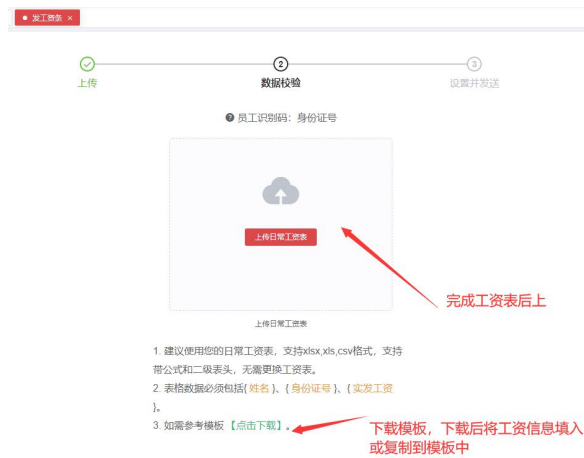 发工资条 ×
上传
2
数据校验
3
设置并发送
? 员工识别码：身份证号
上传日常工资表
完成工资表后上
上传日常工资表
1. 建议使用您的日常工资表，支持xlsx,xls,csv格式，支持
带公式和二级表头，无需更换工资表。
2. 表格数据必须包括{ 姓名 }、{ 身份证号 }、{ 实发工资
}。
3. 如需参考模板【点击下载】。
下载模板，下载后将工资信息填入
或复制到模板中